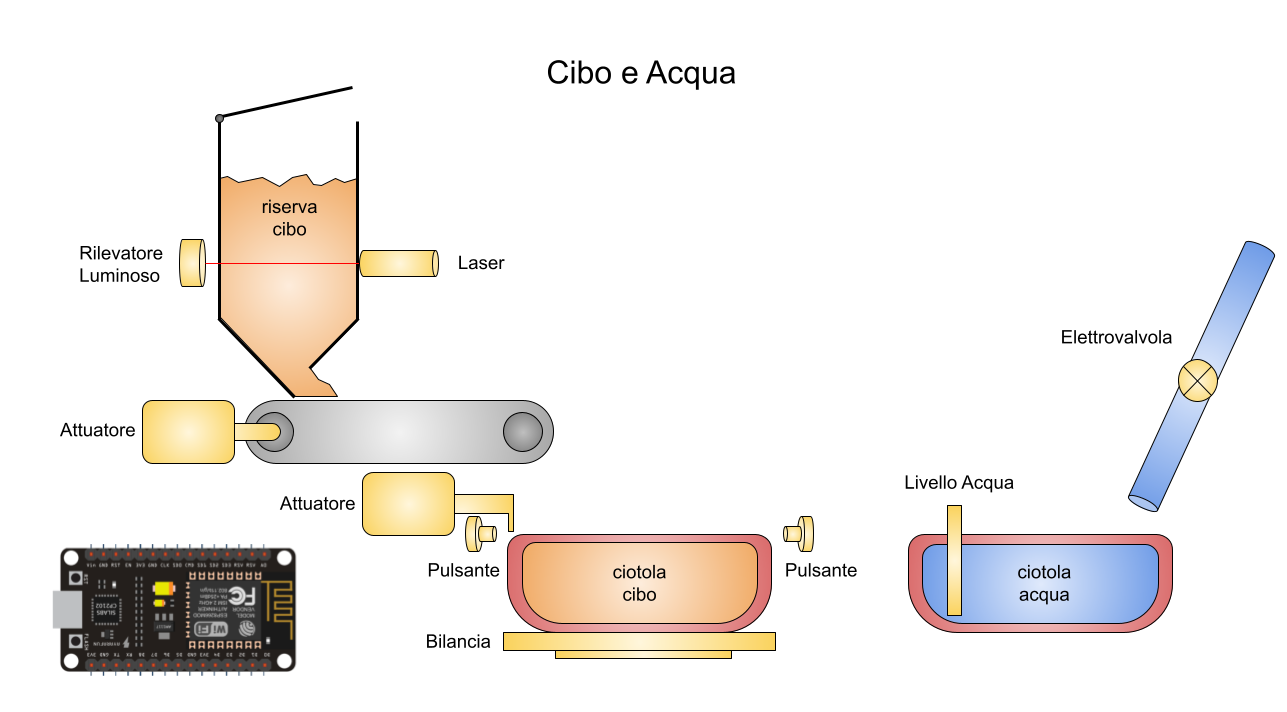 Cibo e Acqua
riserva
cibo
Rilevatore
Luminoso
Laser
Elettrovalvola
Attuatore
Attuatore
Livello Acqua
Pulsante
ciotola
cibo
Pulsante
ciotola
acqua
Bilancia
WiFi